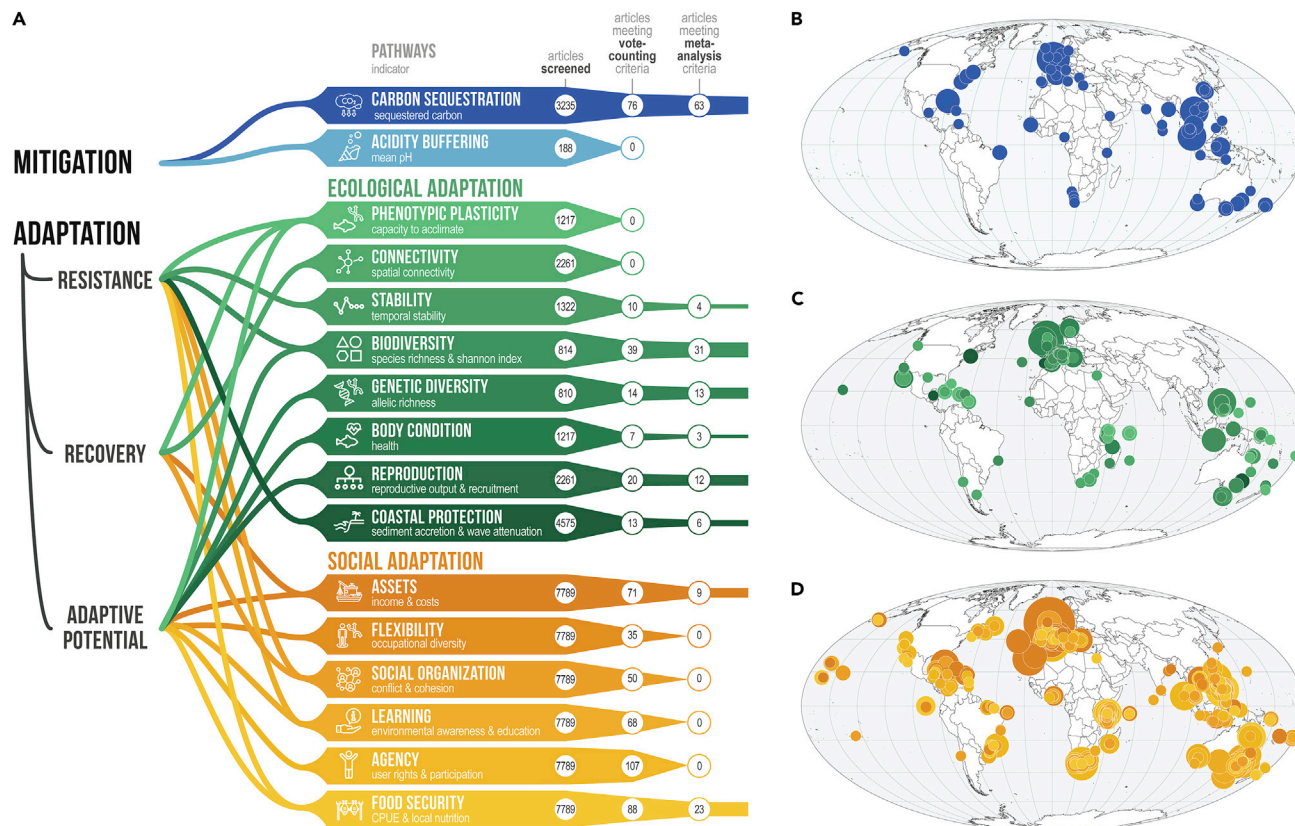 A
PATHWAYS
indicator
articles
screened
articles
meeting
vote-
counting
criteria
articles
meeting
meta-
analysis
criteria
MITIGATION
CO2
CARBON SEQUESTRATION
sequestered carbon
3235
76
63
ACIDITY BUFFERING
mean pH
188
0
ADAPTATION
RESISTANCE
RECOVERY
ADAPTIVE
POTENTIAL
ECOLOGICAL ADAPTATION
PHENOTYPIC PLASTICITY
capacity to acclimate
1217
0
CONNECTIVITY
spatial connectivity
2261
0
STABILITY
temporal stability
1322
10
4
BIODIVERSITY
species richness & shannon index
814
39
31
GENETIC DIVERSITY
allelic richness
810
14
13
BODY CONDITION
health
1217
7
3
REPRODUCTION
reproductive output & recruitment
2261
20
12
COASTAL PROTECTION
sediment accretion & wave attenuation
4575
13
6
SOCIAL ADAPTATION
ASSETS
income & costs
7789
71
9
FLEXIBILITY
occupational diversity
7789
35
0
SOCIAL ORGANIZATION
conflict & cohesion
7789
50
0
LEARNING
environmental awareness & education
7789
68
0
AGENCY
user rights & participation
7789
107
0
FOOD SECURITY
CPUE & local nutrition
7789
88
23
B
C
D